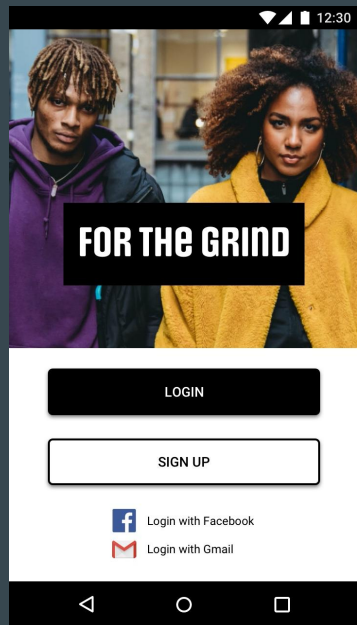 12:30
FOR THE GRIND
LOGIN
SIGN UP
Login with Facebook
Login with Gmail